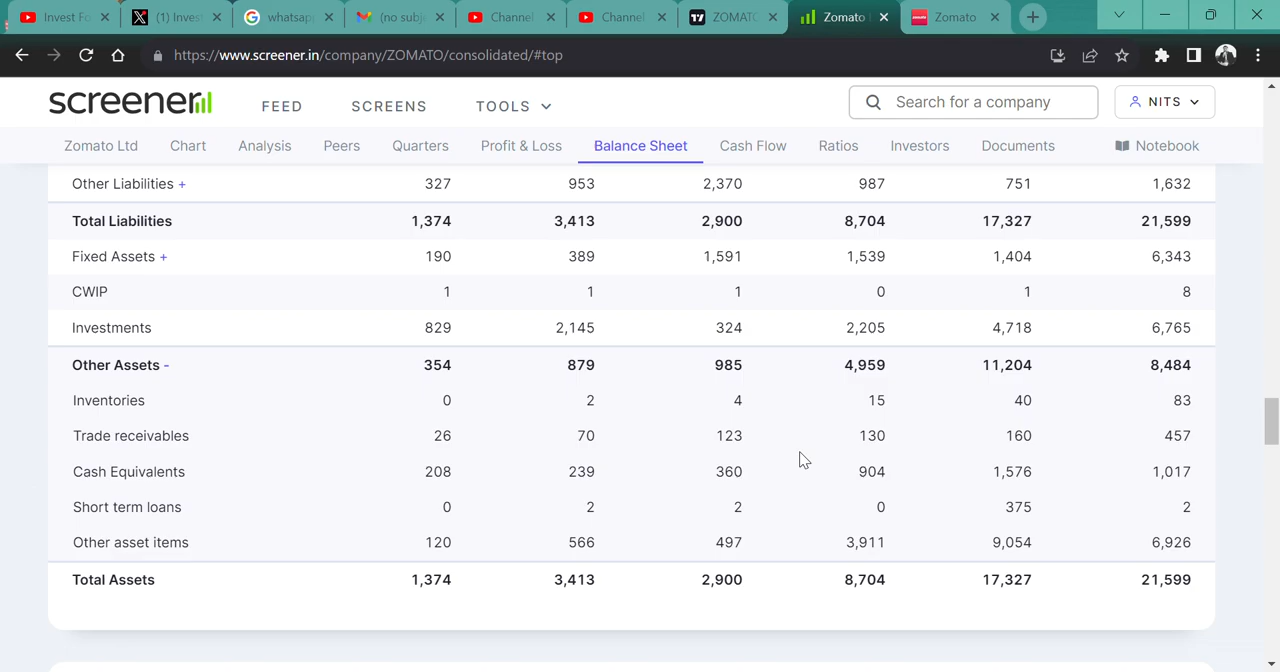 Invest Fo
(1) Invest
whatsapp
(no subj
Channel
Channel
ZOMATO
Zomato
Zomato
https://www.screener.in/company/ZOMATO/consolidated/#top
screener
FEED SCREENS TOOLS
Search for a company
NITS
Zomato Ltd Chart Analysis Peers Quarters Profit & Loss Balance Sheet Cash Flow Ratios Investors Documents Notebook
Other Liabilities + 327 953 2,370 987 751 1,632
Total Liabilities 1,374 3,413 2,900 8,704 17,327 21,599
Fixed Assets + 190 389 1,591 1,539 1,404 6,343
CWIP 1 1 1 0 1 8
Investments 829 2,145 324 2,205 4,718 6,765
Other Assets - 354 879 985 4,959 11,204 8,484
Inventories 0 2 4 15 40 83
Trade receivables 26 70 123 130 160 457
Cash Equivalents 208 239 360 904 1,576 1,017
Short term loans 0 2 2 0 375 2
Other asset items 120 566 497 3,911 9,054 6,926
Total Assets 1,374 3,413 2,900 8,704 17,327 21,599